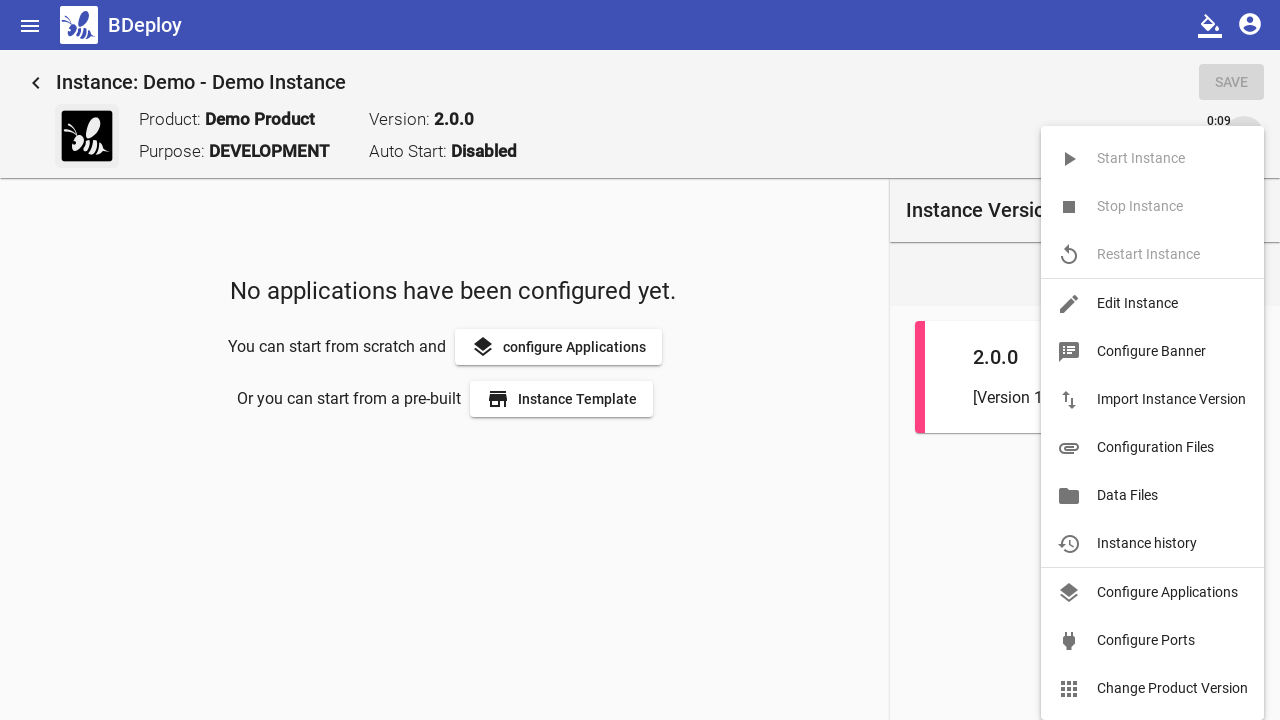 BDeploy
Instance: Demo - Demo Instance
SAVE
Product: Demo Product
Version: 2.0.0
0:09
Purpose: DEVELOPMENT
Auto Start: Disabled
Start Instance
Stop Instance
Restart Instance
Edit Instance
Configure Banner
Import Instance Version
Configuration Files
Data Files
Instance history
Configure Applications
Configure Ports
Change Product Version
No applications have been configured yet.
You can start from scratch and configure Applications
Or you can start from a pre-built Instance Template
Instance
2.0.0
[Version 1